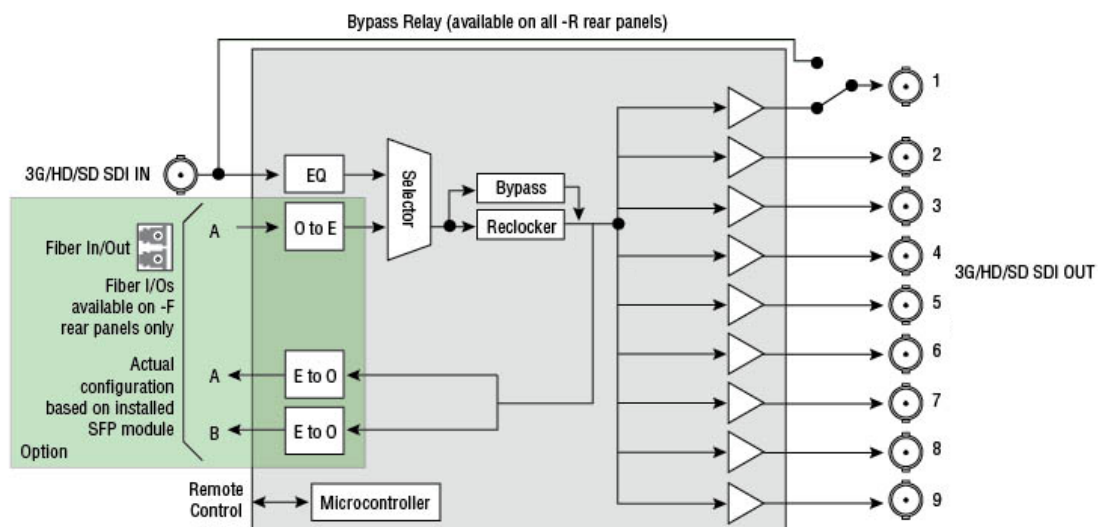 Bypass Relay (available on all -R rear panels)
1
3G/HD/SD SDI IN
EQ
Selector
Bypass
Reclocker
2
3
4
3G/HD/SD SDI OUT
5
6
7
8
9
A
O to E
Fiber In/Out
Fiber I/Os
available on -F
rear panels only
Actual
configuration
based on installed
SFP module
A
E to O
B
E to O
Option
Remote
Control
Microcontroller